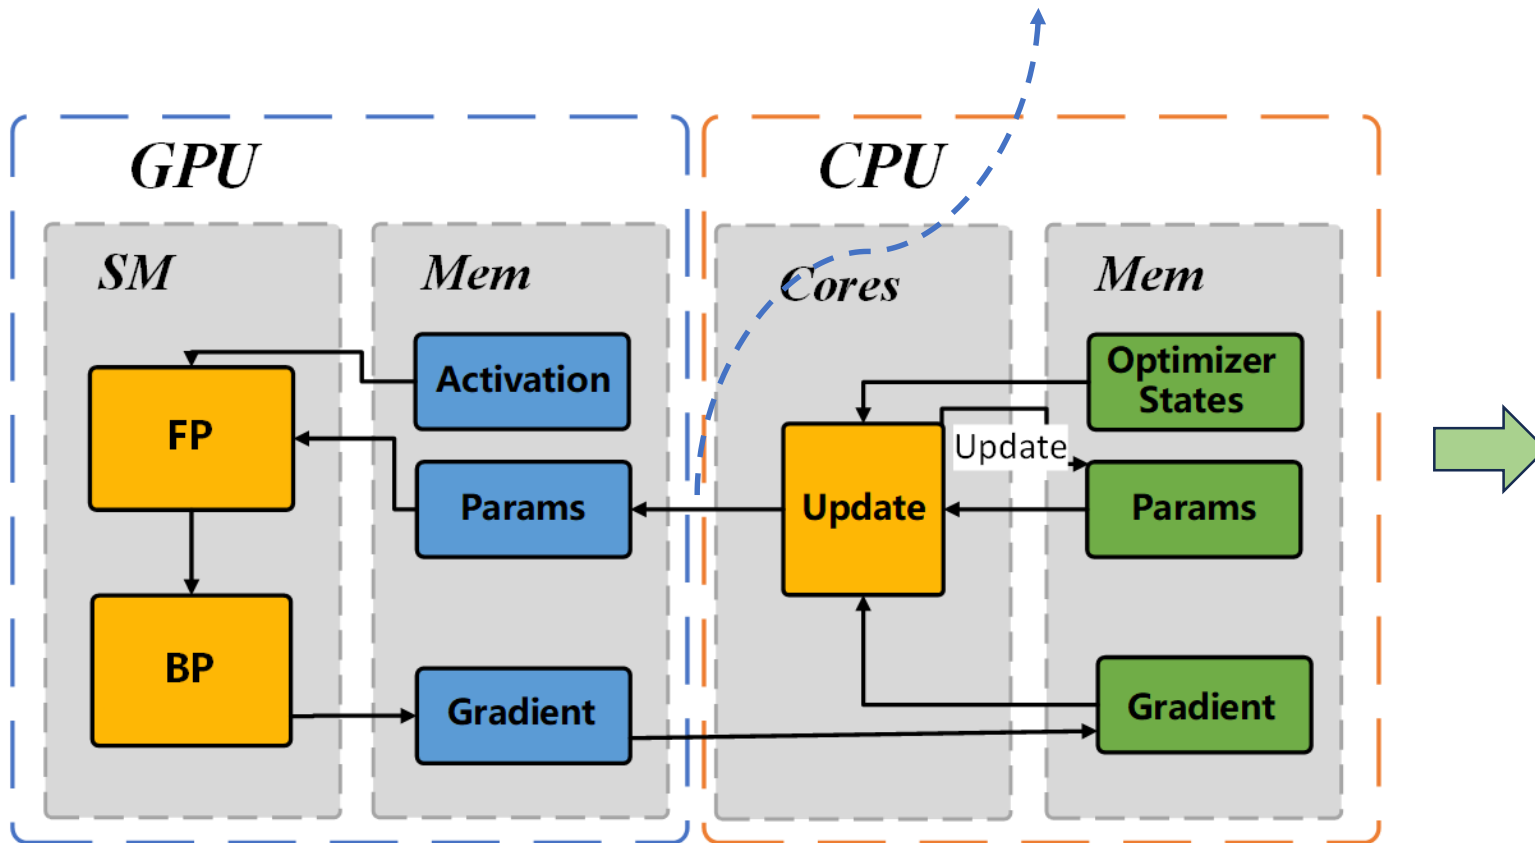 GPU
CPU
SM
Mem
Cores
Mem
Activation
Optimizer
States
FP
Update
Params
Update
Params
BP
Gradient
Gradient